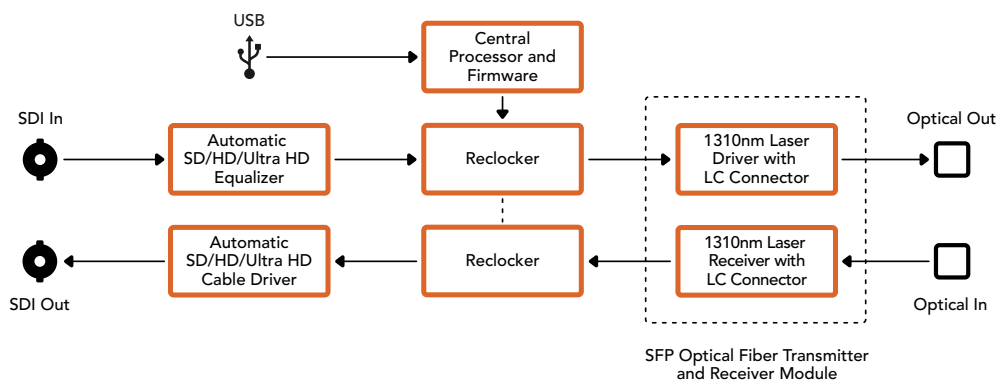 USB
Central
Processor and
Firmware
SDI In
Automatic
SD/HD/Ultra HD
Equalizer
Reclocker
1310nm Laser
Driver with
LC Connector
Optical Out
SDI Out
Automatic
SD/HD/Ultra HD
Cable Driver
Reclocker
1310nm Laser
Receiver with
LC Connector
Optical In
SFP Optical Fiber Transmitter
and Receiver Module